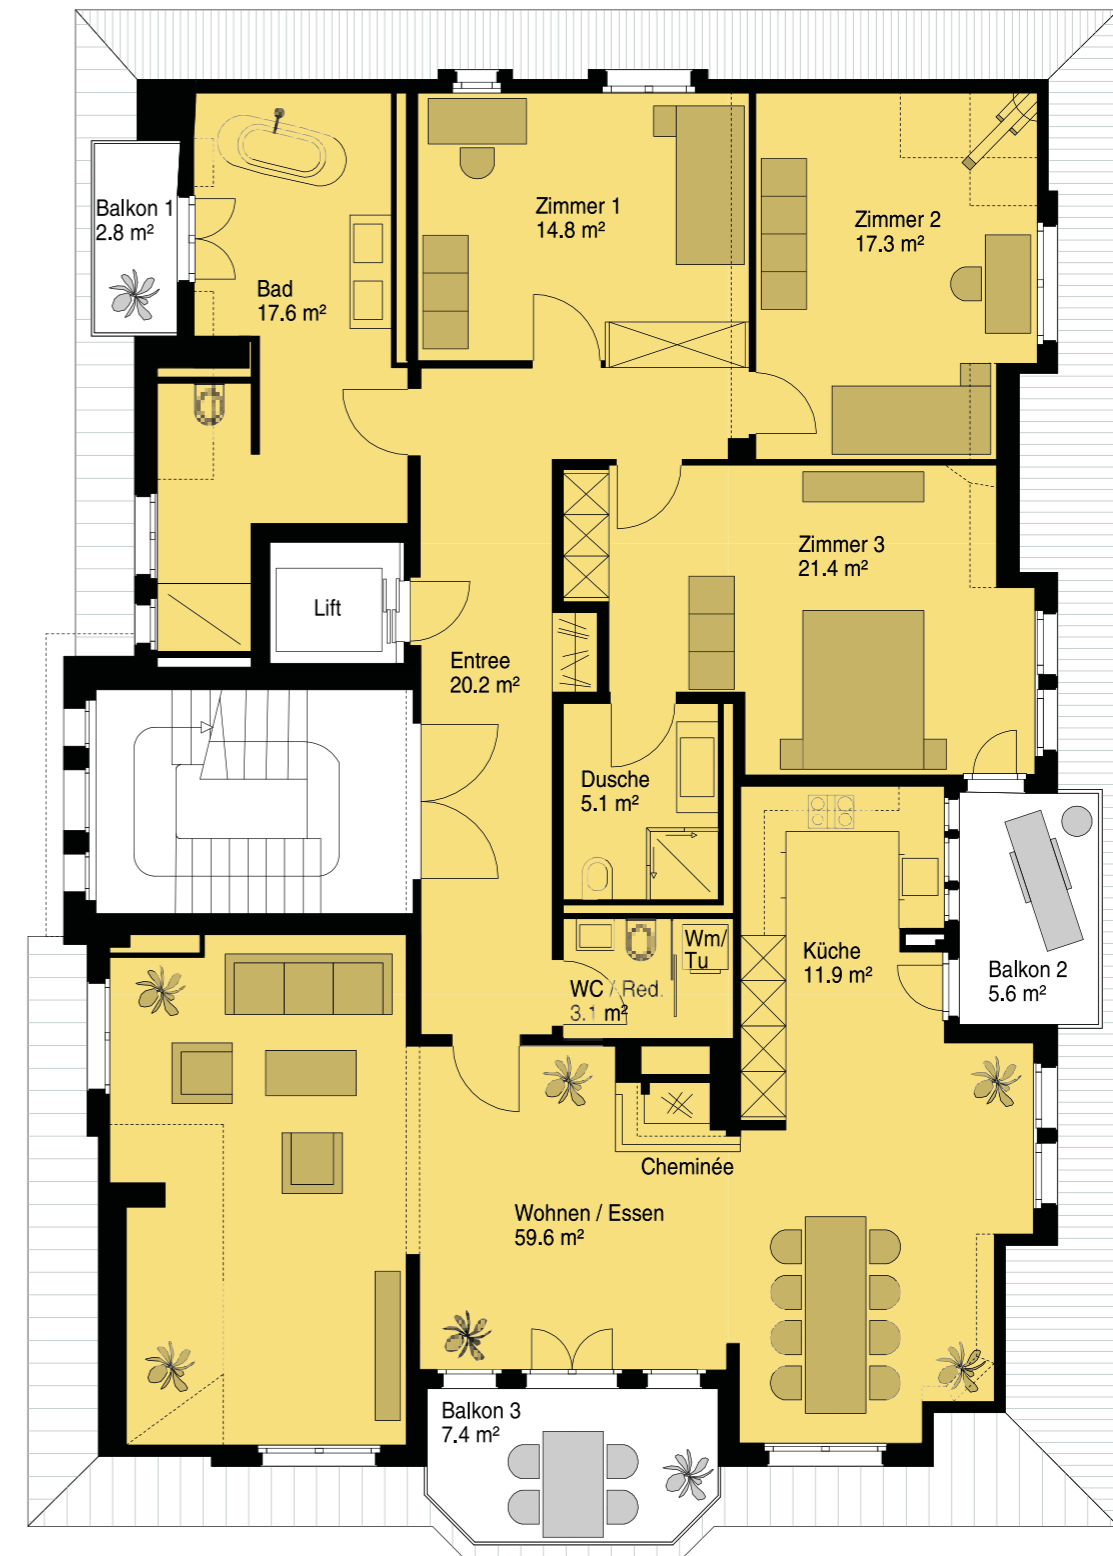 Balkon 1
2.8 m²
Bad
17.6 m²
Zimmer 1
14.8 m²
Zimmer 2
17.3 m²
Zimmer 3
21.4 m²
Lift
Entree
20.2 m²
Dusche
5.1 m²
Wm/
Tu
WC / Red.
3.1 m²
Küche
11.9 m²
Balkon 2
5.6 m²
Cheminée
Wohnen / Essen
59.6 m²
Balkon 3
7.4 m²